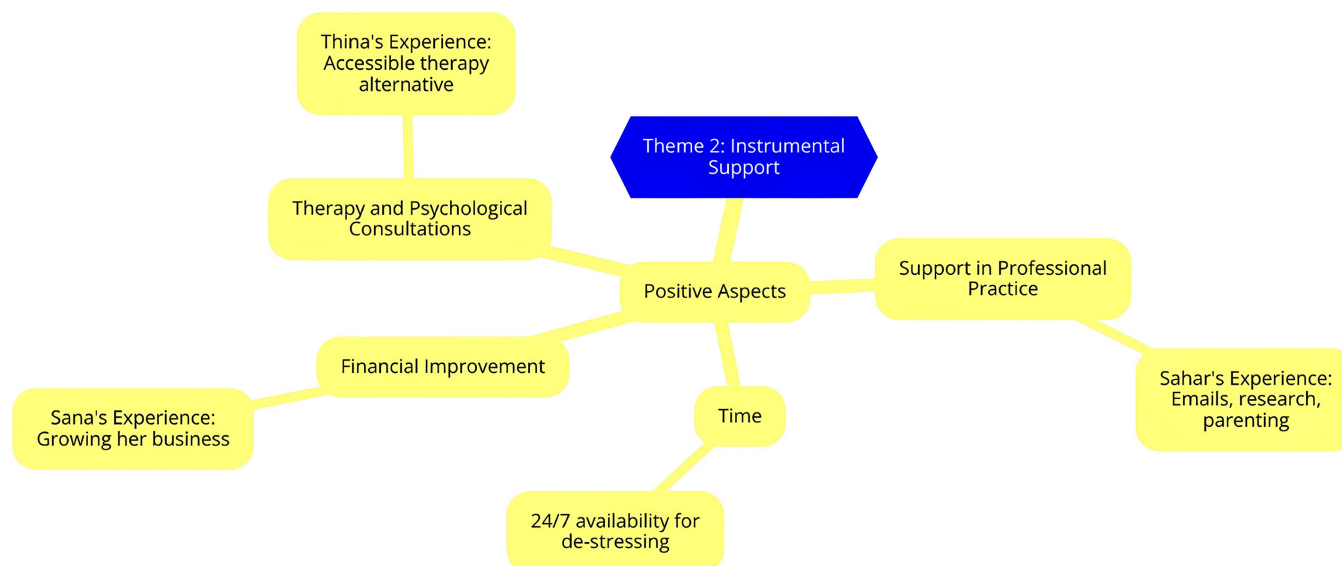 Thina's Experience:
Accessible therapy
alternative
Theme 2: Instrumental
Support
Therapy and Psychological
Consultations
Support in Professional
Practice
Positive Aspects
Financial Improvement
Sahar's Experience:
Emails, research,
parenting
Sana's Experience:
Growing her business
Time
24/7 availability for
de-stressing